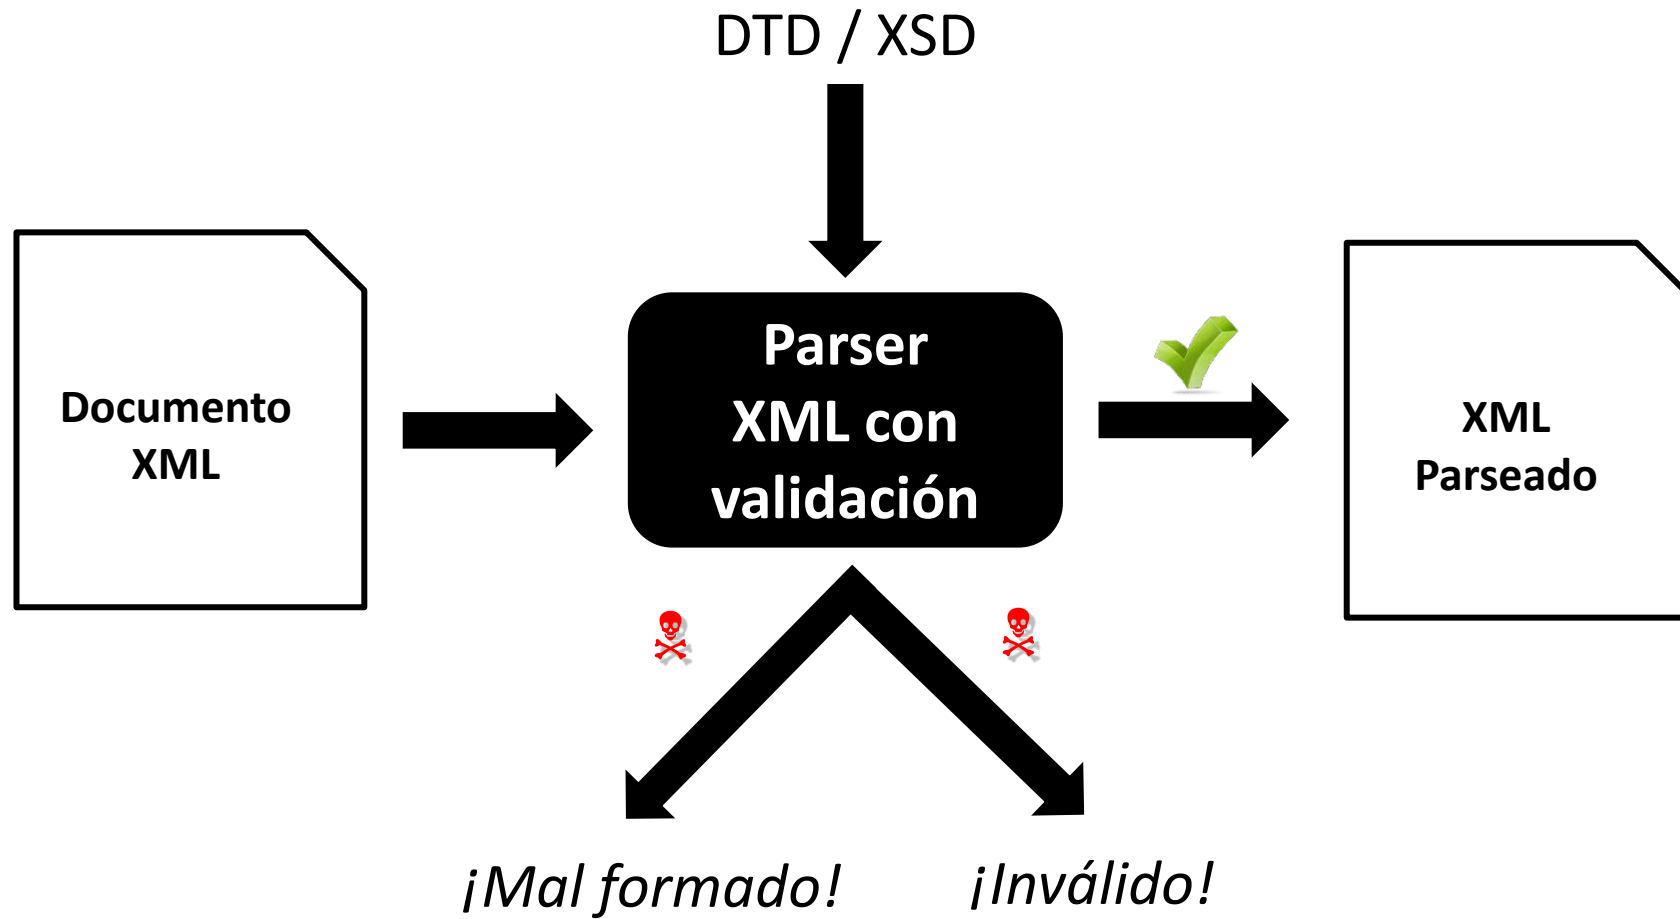 DTD / XSD
Documento
XML
Parser
XML con
validación
XML
Parseado
¡Mal formado!
¡Inválido!